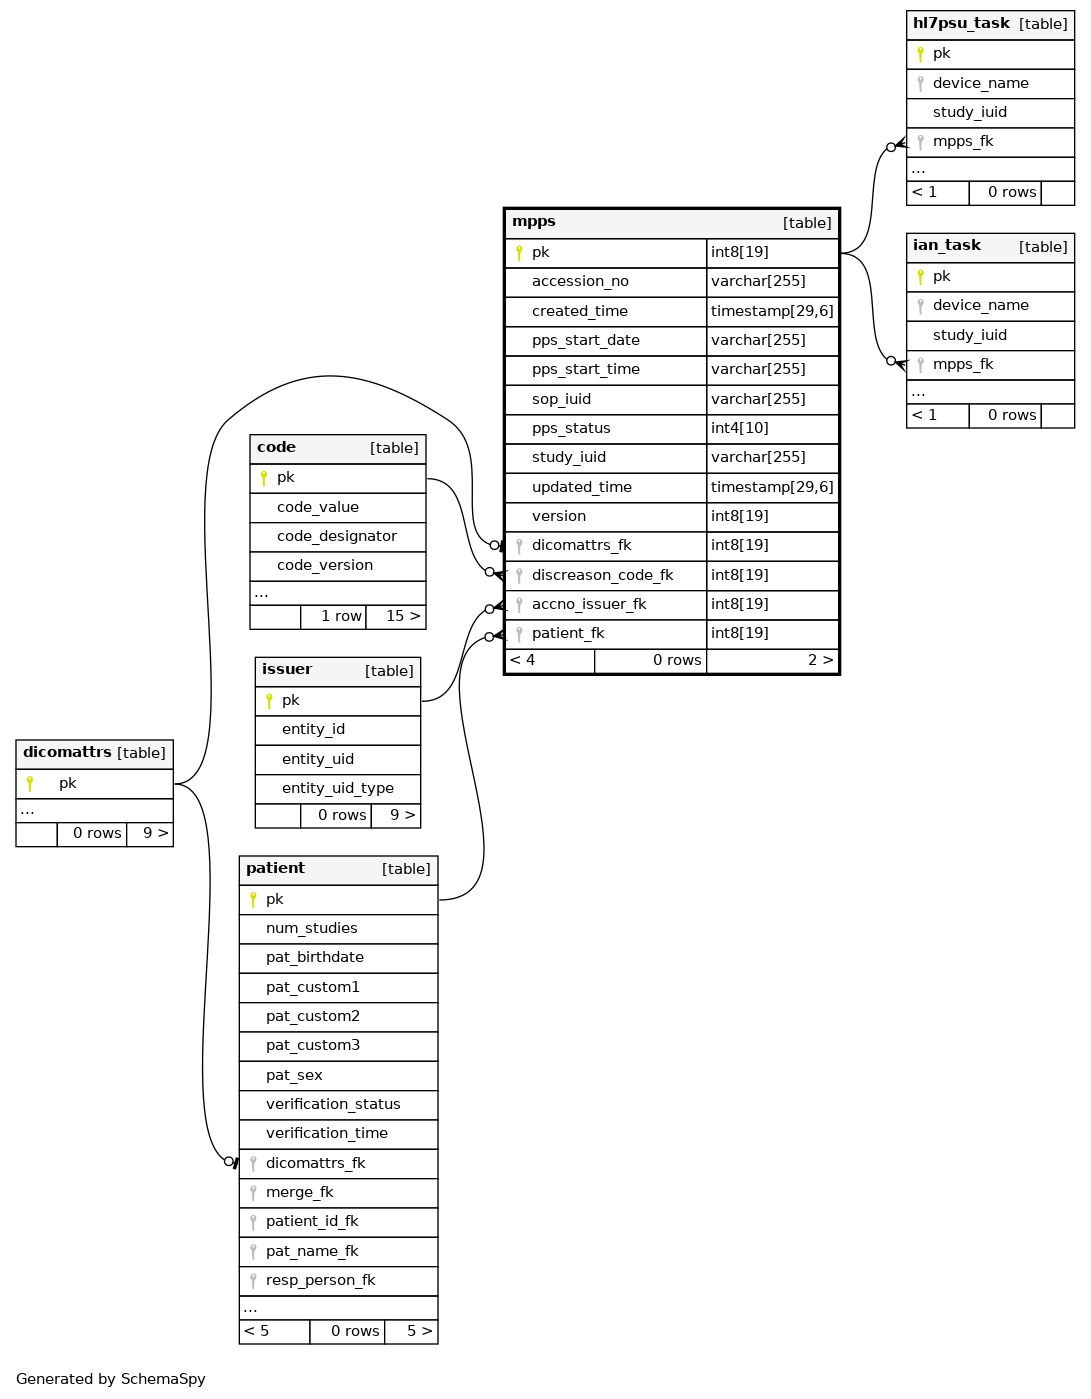 hl7psu_task [table]
pk
device_name
study_iuid
mpps_fk
...
< 1 0 rows
mpps [table]
pk int8[19]
accession_no varchar[255]
created_time timestamp[29,6]
pps_start_date varchar[255]
pps_start_time varchar[255]
sop_iuid varchar[255]
pps_status int4[10]
study_iuid varchar[255]
updated_time timestamp[29,6]
version int8[19]
dicomattrs_fk int8[19]
discreason_code_fk int8[19]
accno_issuer_fk int8[19]
patient_fk int8[19]
< 4 0 rows 2 >
ian_task [table]
pk
device_name
study_iuid
mpps_fk
...
< 1 0 rows
code [table]
pk
code_value
code_designator
code_version
...
1 row 15 >
issuer [table]
pk
entity_id
entity_uid
entity_uid_type
0 rows 9 >
dicomattrs [table]
pk
...
0 rows 9 >
patient [table]
pk
num_studies
pat_birthdate
pat_custom1
pat_custom2
pat_custom3
pat_sex
verification_status
verification_time
dicomattrs_fk
merge_fk
patient_id_fk
pat_name_fk
resp_person_fk
...
< 5 0 rows 5 >
Generated by SchemaSpy